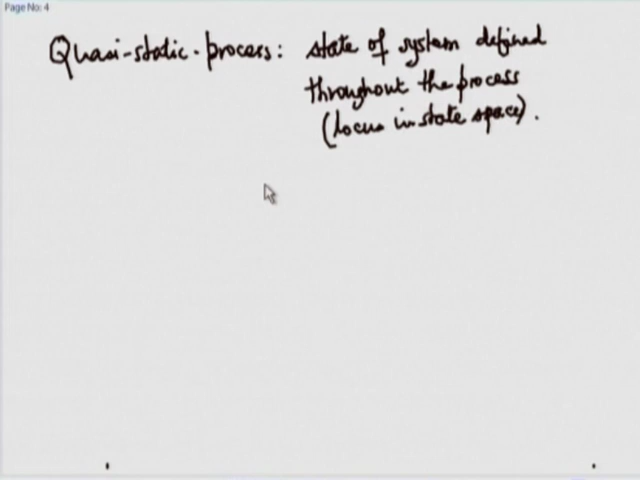 Page No: 4
Quasi-static-process: state of system defined
throughout the process
(locus in state space).